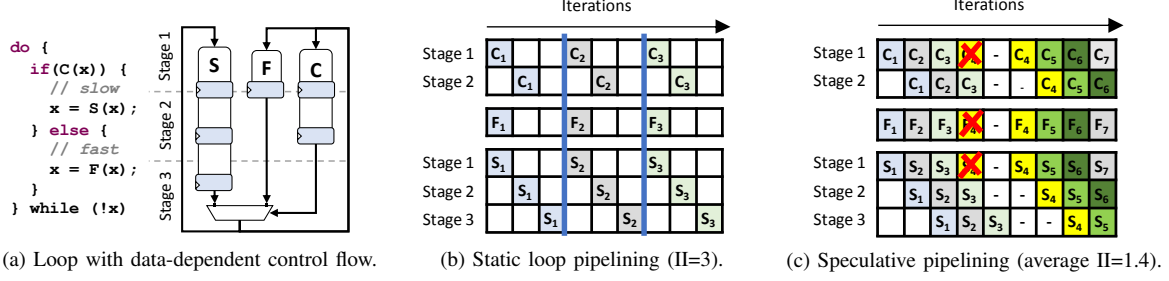 do {
if(C(x)) {
// slow
x = S(x);
} else {
// fast
x = F(x);
}
} while (!x)
Stage 1
Stage 2
Stage 3
S F C
(a) Loop with data-dependent control flow.
Iterations
Stage 1 C1 C2 C3
Stage 2 C1 C2 C3
F1 F2 F3
Stage 1 S1 S2 S3
Stage 2 S1 S2 S3
Stage 3 S1 S2 S3
(b) Static loop pipelining (II=3).
Iterations
Stage 1 C1 C2 C3 C4 - C4 C5 C6 C7
Stage 2 C1 C2 C3 - - C4 C5 C6
F1 F2 F3 F4 - F4 F5 F6 F7
Stage 1 S1 S2 S3 S4 - S4 S5 S6 S7
Stage 2 S1 S2 S3 - - S4 S5 S6
Stage 3 S1 S2 S3 - - S4 S5
(c) Speculative pipelining (average II=1.4).